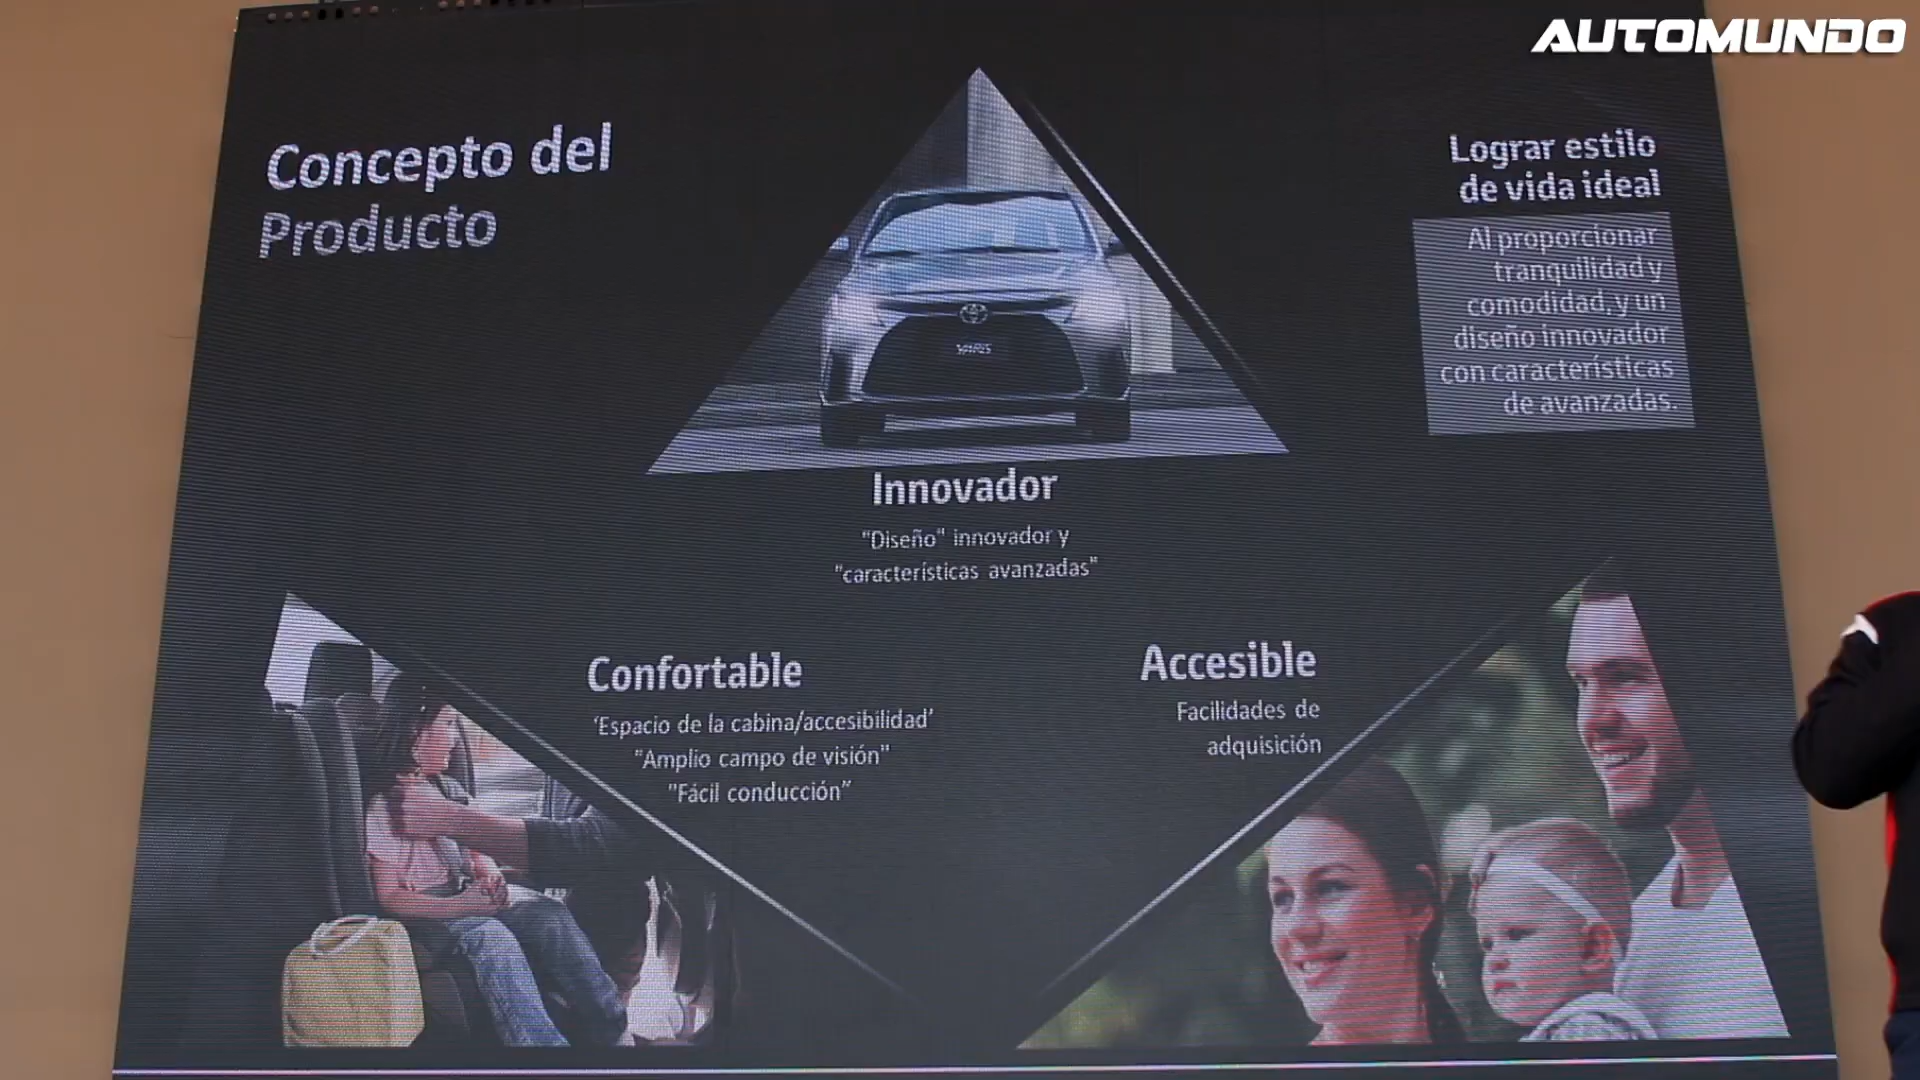 AUTOMUNDO
Concepto del
Producto
Lograr estilo
de vida ideal
Al proporcionar
tranquilidad y
comodidad, y un
diseño innovador
con características
de avanzadas.
YARIS
Innovador
"Diseño" innovador y
"características avanzadas"
Confortable
‘Espacio de la cabina/accesibilidad’
"Amplio campo de visión"
"Fácil conducción”
Accesible
Facilidades de
adquisición